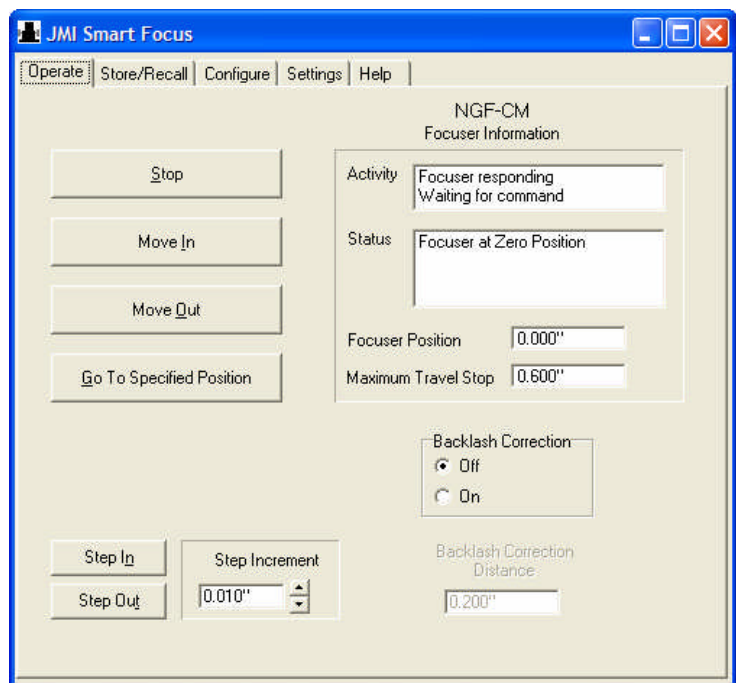 JMI Smart Focus
Operate Store/Recall Configure Settings Help
NGF-CM
Focuser Information
Stop
Move In
Move Out
Go To Specified Position
Activity
Focuser responding
Waiting for command
Status
Focuser at Zero Position
Focuser Position 0.000"
Maximum Travel Stop 0.600"
Backlash Correction
Off
On
Step In
Step Out
Step Increment
0.010"
Backlash Correction
Distance
0.200"